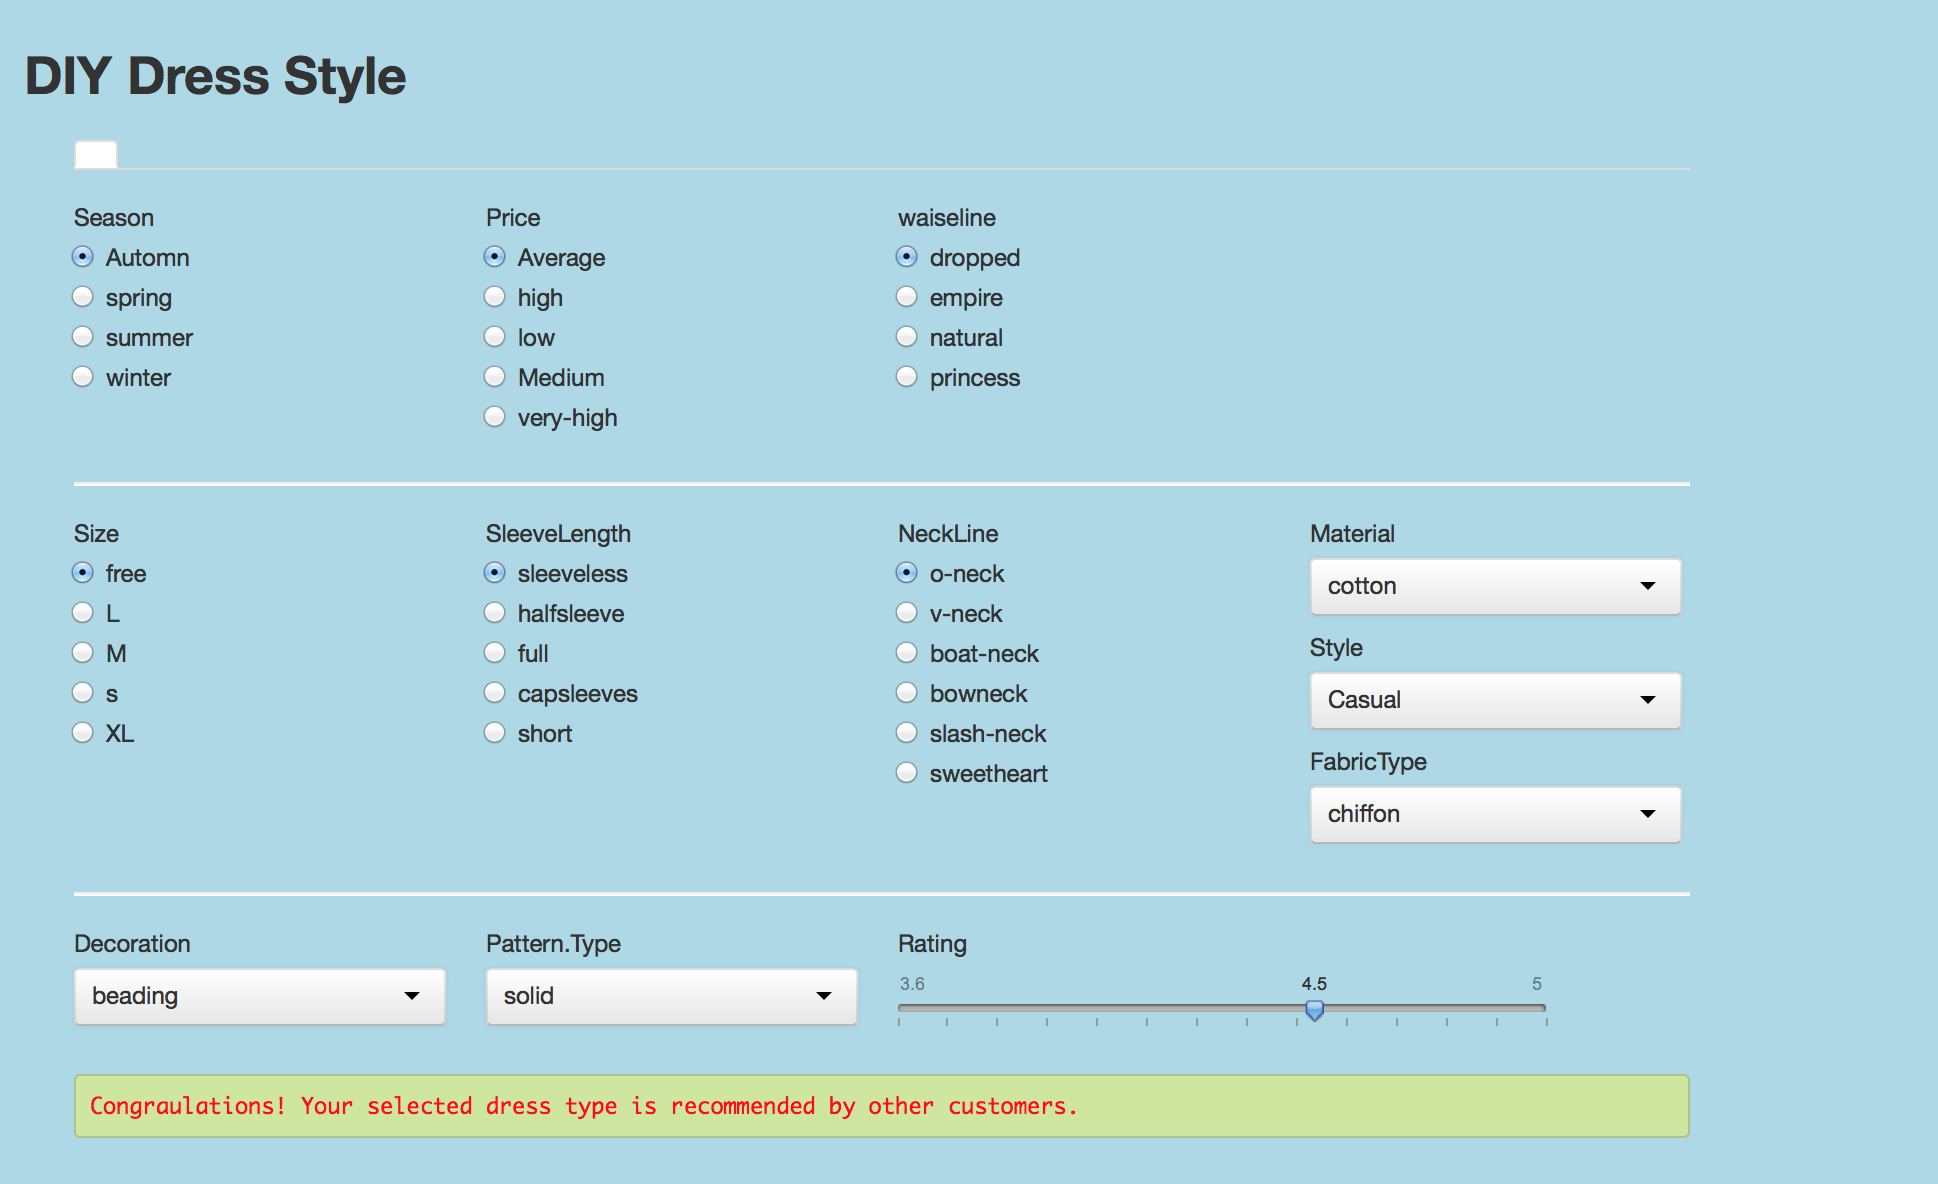 DIY Dress Style
Season
Automn
spring
summer
winter
Price
Average
high
low
Medium
very-high
waiseline
dropped
empire
natural
princess
Size
free
L
M
s
XL
SleeveLength
sleeveless
halfsleeve
full
capsleeves
short
NeckLine
o-neck
v-neck
boat-neck
bowneck
slash-neck
sweetheart
Material
cotton
Style
Casual
FabricType
chiffon
Decoration
beading
Pattern.Type
solid
Rating
3.6 4.5 5
Congraulations! Your selected dress type is recommended by other customers.